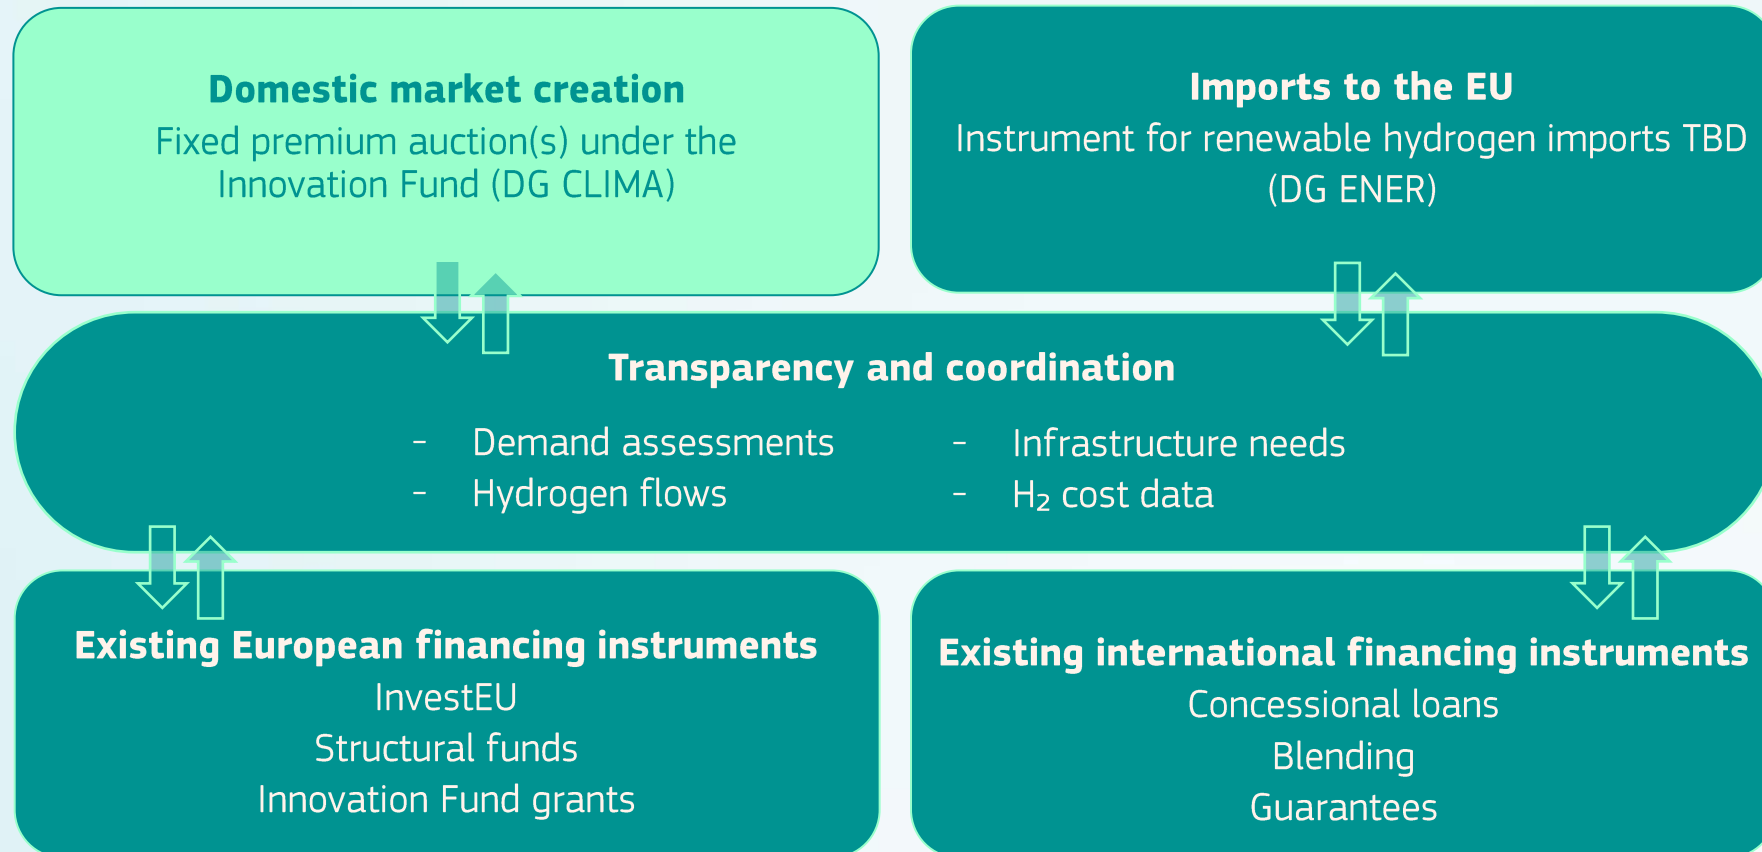 Domestic market creation
Fixed premium auction(s) under the
Innovation Fund (DG CLIMA)
Imports to the EU
Instrument for renewable hydrogen imports TBD
(DG ENER)
Transparency and coordination
- Demand assessments
- Hydrogen flows
- Infrastructure needs
- H₂ cost data
Existing European financing instruments
InvestEU
Structural funds
Innovation Fund grants
Existing international financing instruments
Concessional loans
Blending
Guarantees